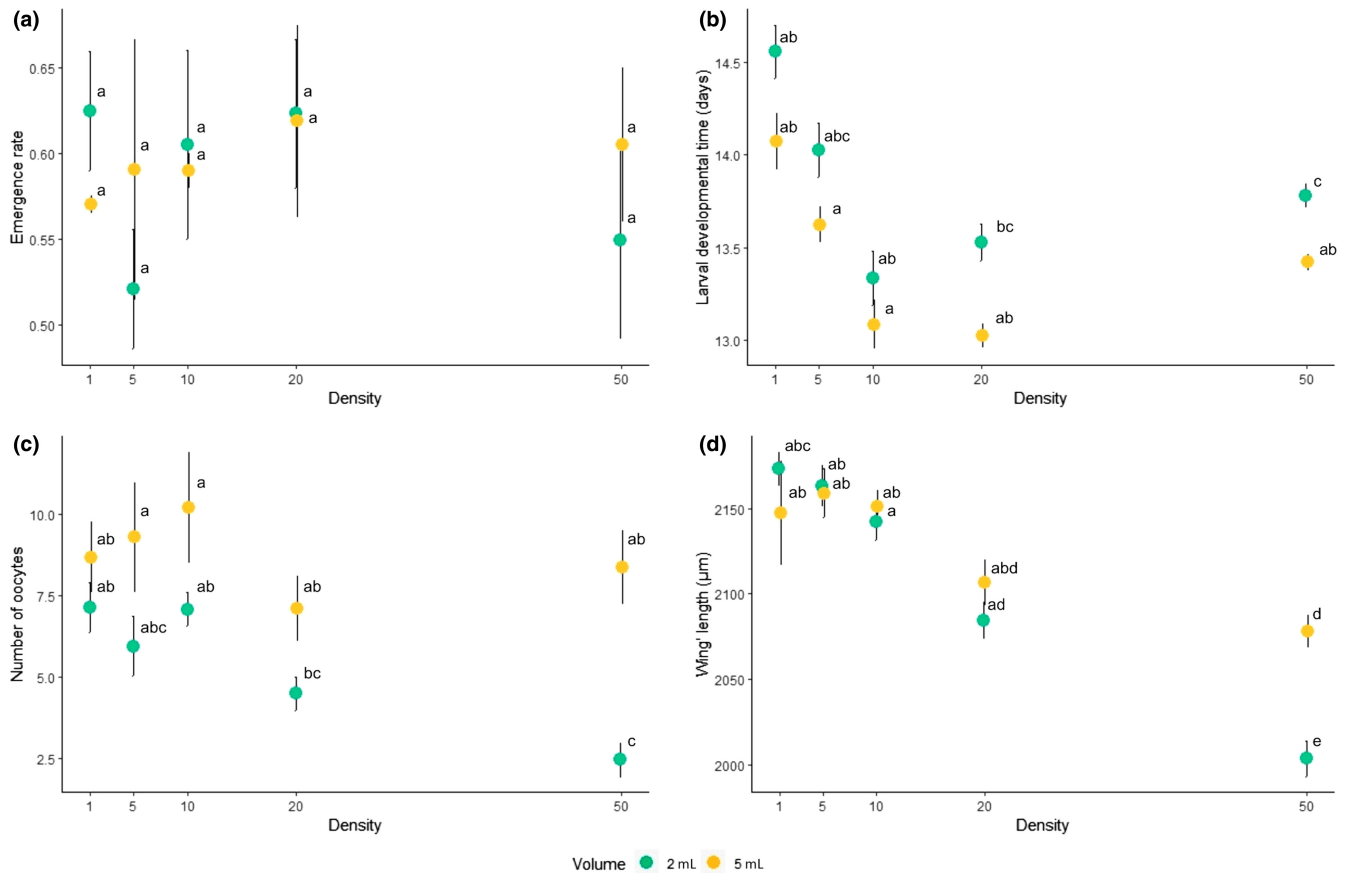 (a)
Emergence rate
0.65
0.60
0.55
0.50
a
a
a
a
a
a
a
a
a
a
1 5 10 20 50
Density
(b)
Larval developmental time (days)
14.5
14.0
13.5
13.0
ab
ab
abc
a
ab
a
bc
ab
c
ab
1 5 10 20 50
Density
(c)
Number of oocytes
10.0
7.5
5.0
2.5
ab
ab
a
abc
a
ab
ab
bc
ab
c
1 5 10 20 50
Density
(d)
Wing' length (µm)
2150
2100
2050
2000
abc
ab
ab
ab
ab
a
abd
ad
d
e
1 5 10 20 50
Density
Volume 2 mL 5 mL